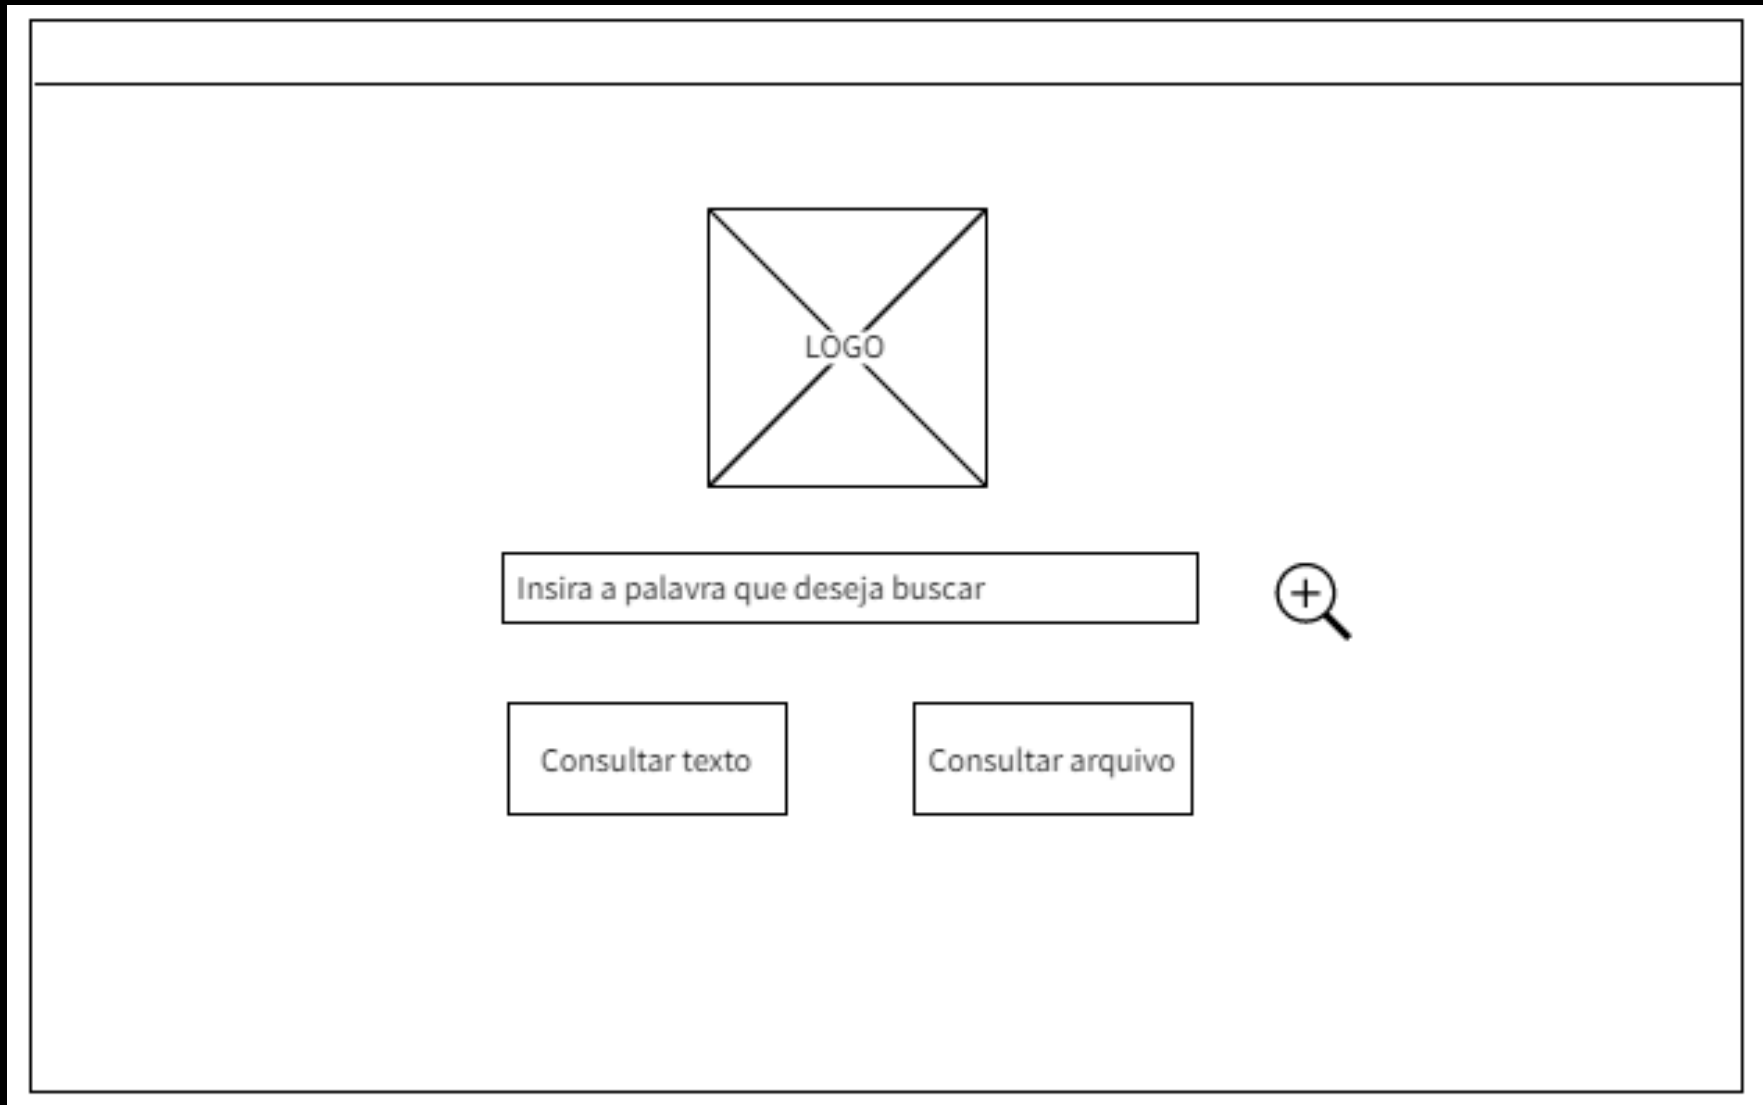 LOGO
Insira a palavra que deseja buscar
Consultar texto
Consultar arquivo